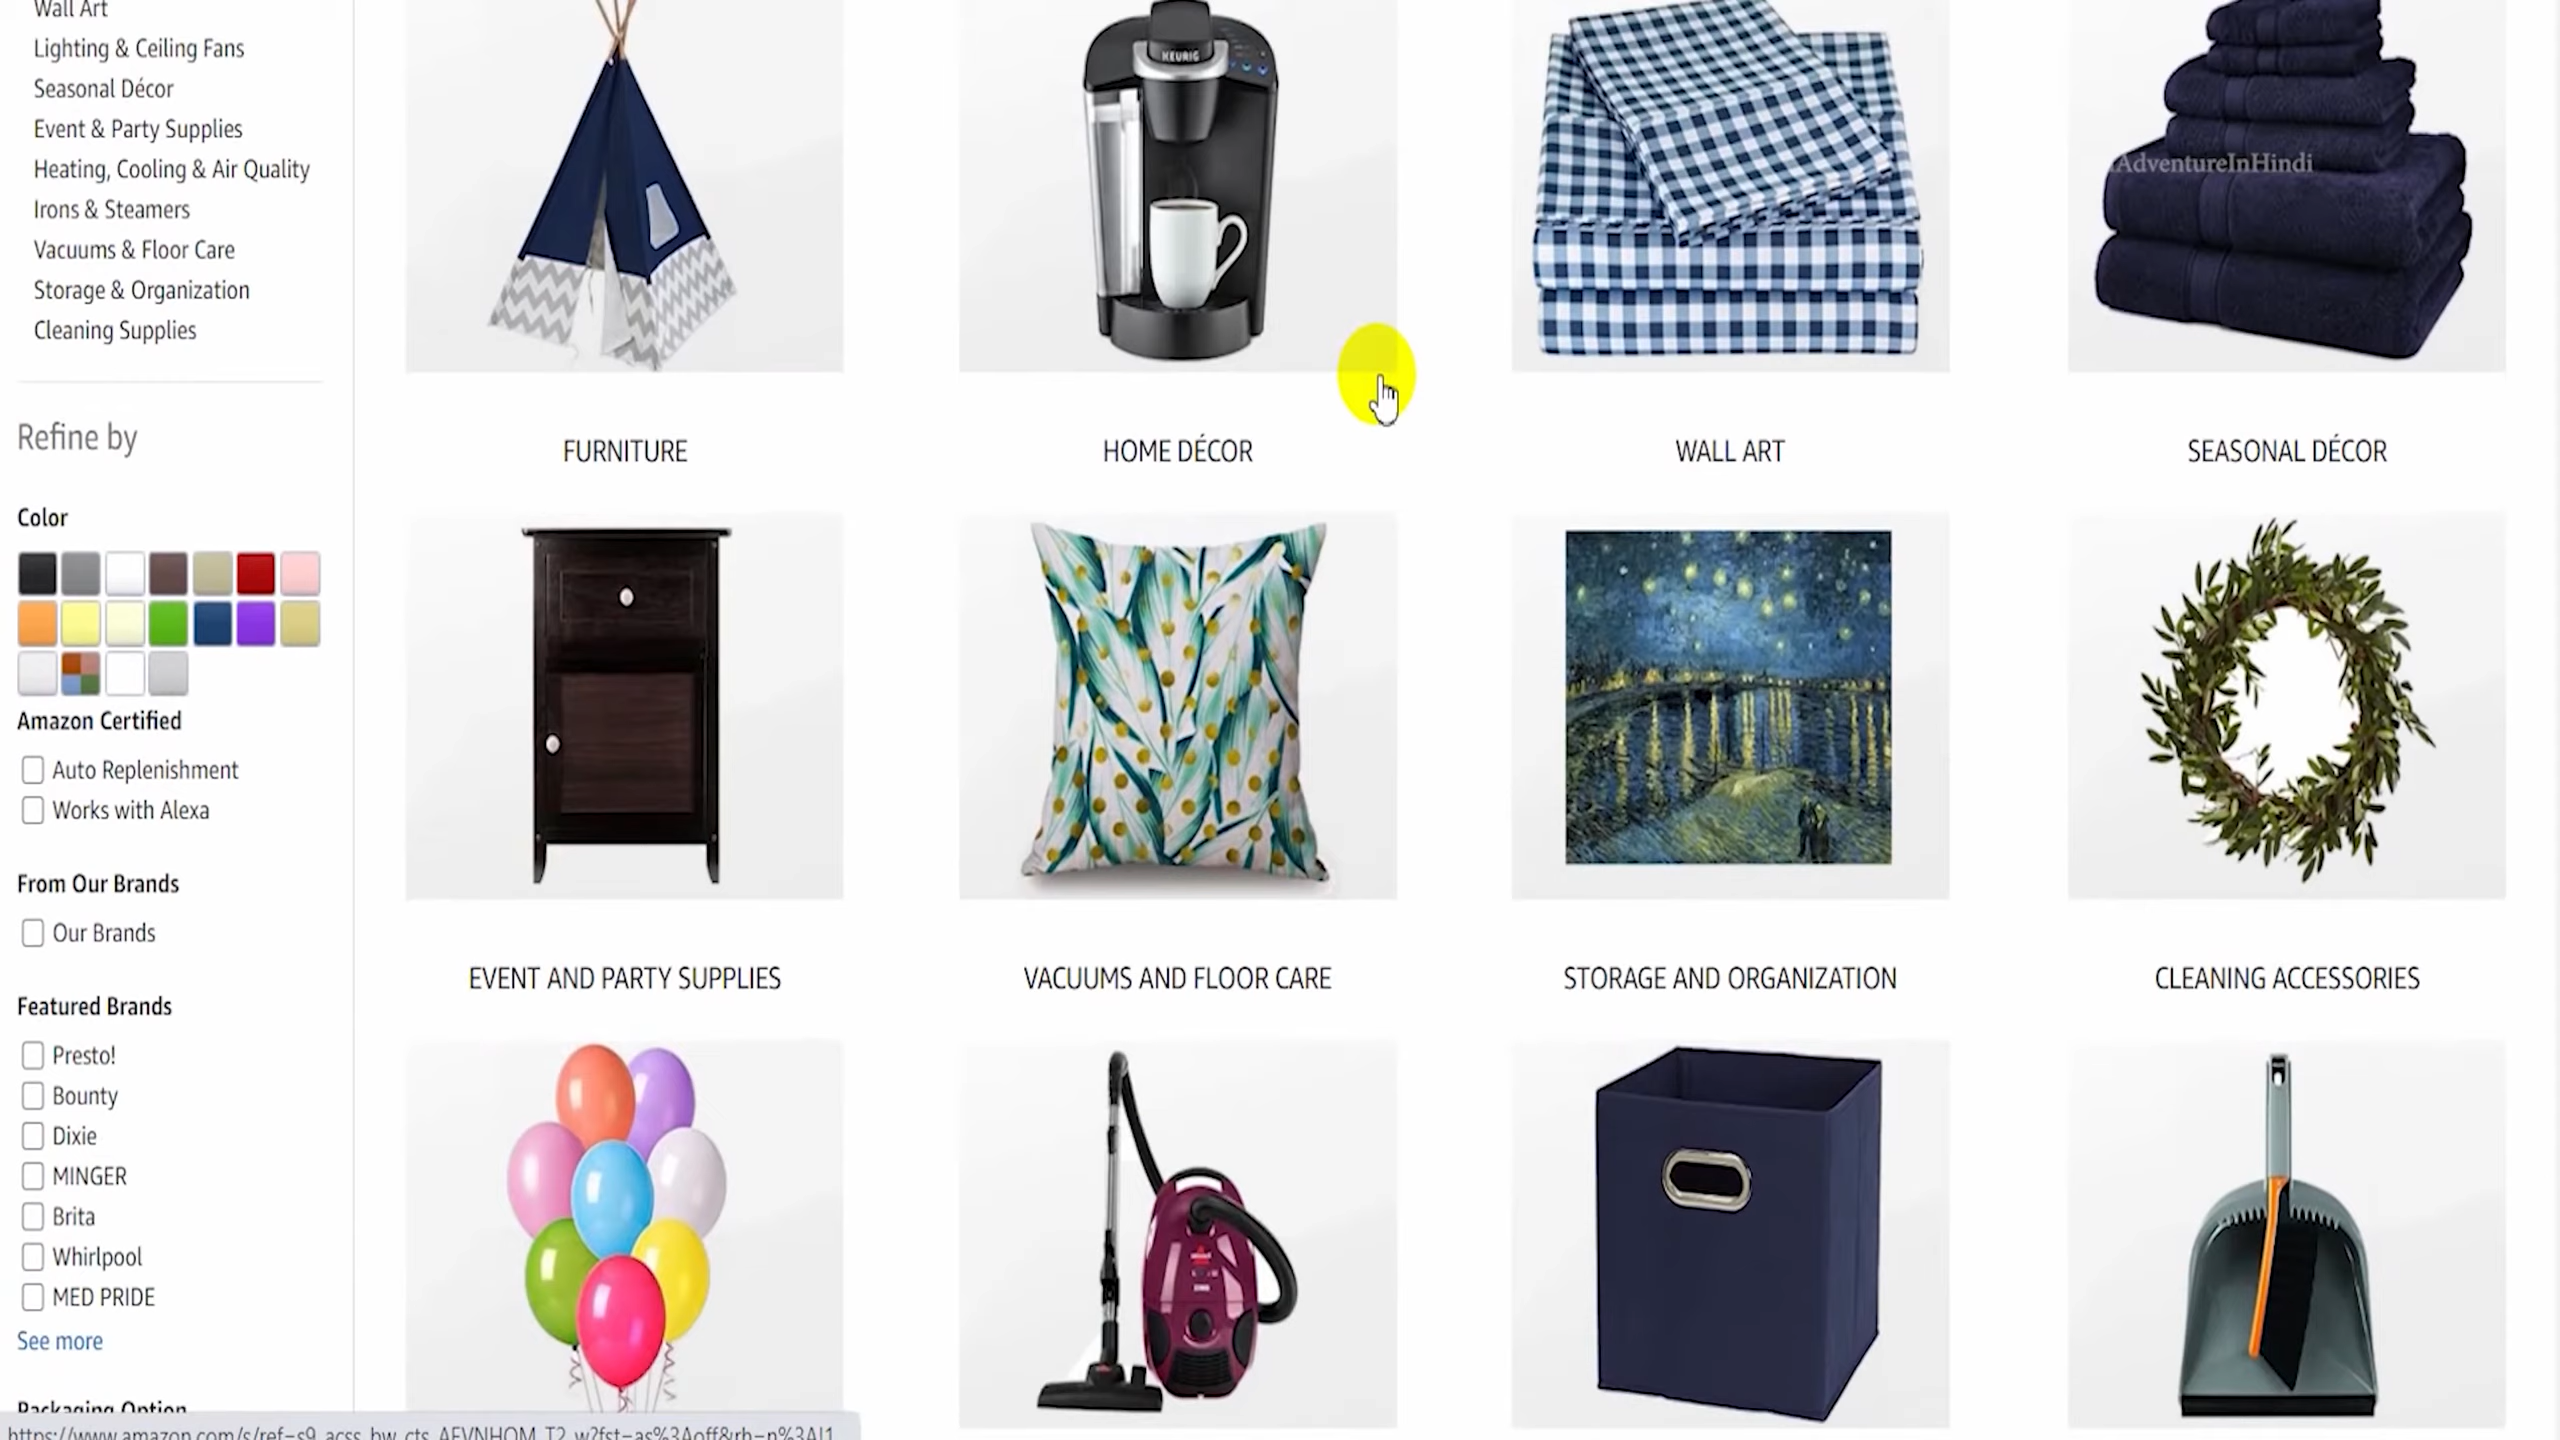 Wall Art
Lighting & Ceiling Fans
Seasonal Décor
Event & Party Supplies
Heating, Cooling & Air Quality
Irons & Steamers
Vacuums & Floor Care
Storage & Organization
Cleaning Supplies
Refine by
Color
Amazon Certified
Auto Replenishment
Works with Alexa
From Our Brands
Our Brands
Featured Brands
Presto!
Bounty
Dixie
MINGER
Brita
Whirlpool
MED PRIDE
See more
Packaging Option
KEURIG
AdventureInHindi
FURNITURE
HOME DÉCOR
WALL ART
SEASONAL DÉCOR
EVENT AND PARTY SUPPLIES
VACUUMS AND FLOOR CARE
STORAGE AND ORGANIZATION
CLEANING ACCESSORIES